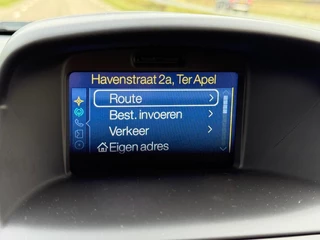 Havenstraat 2a, Ter Apel
Route
Best. invoeren
Verkeer
Eigen adres